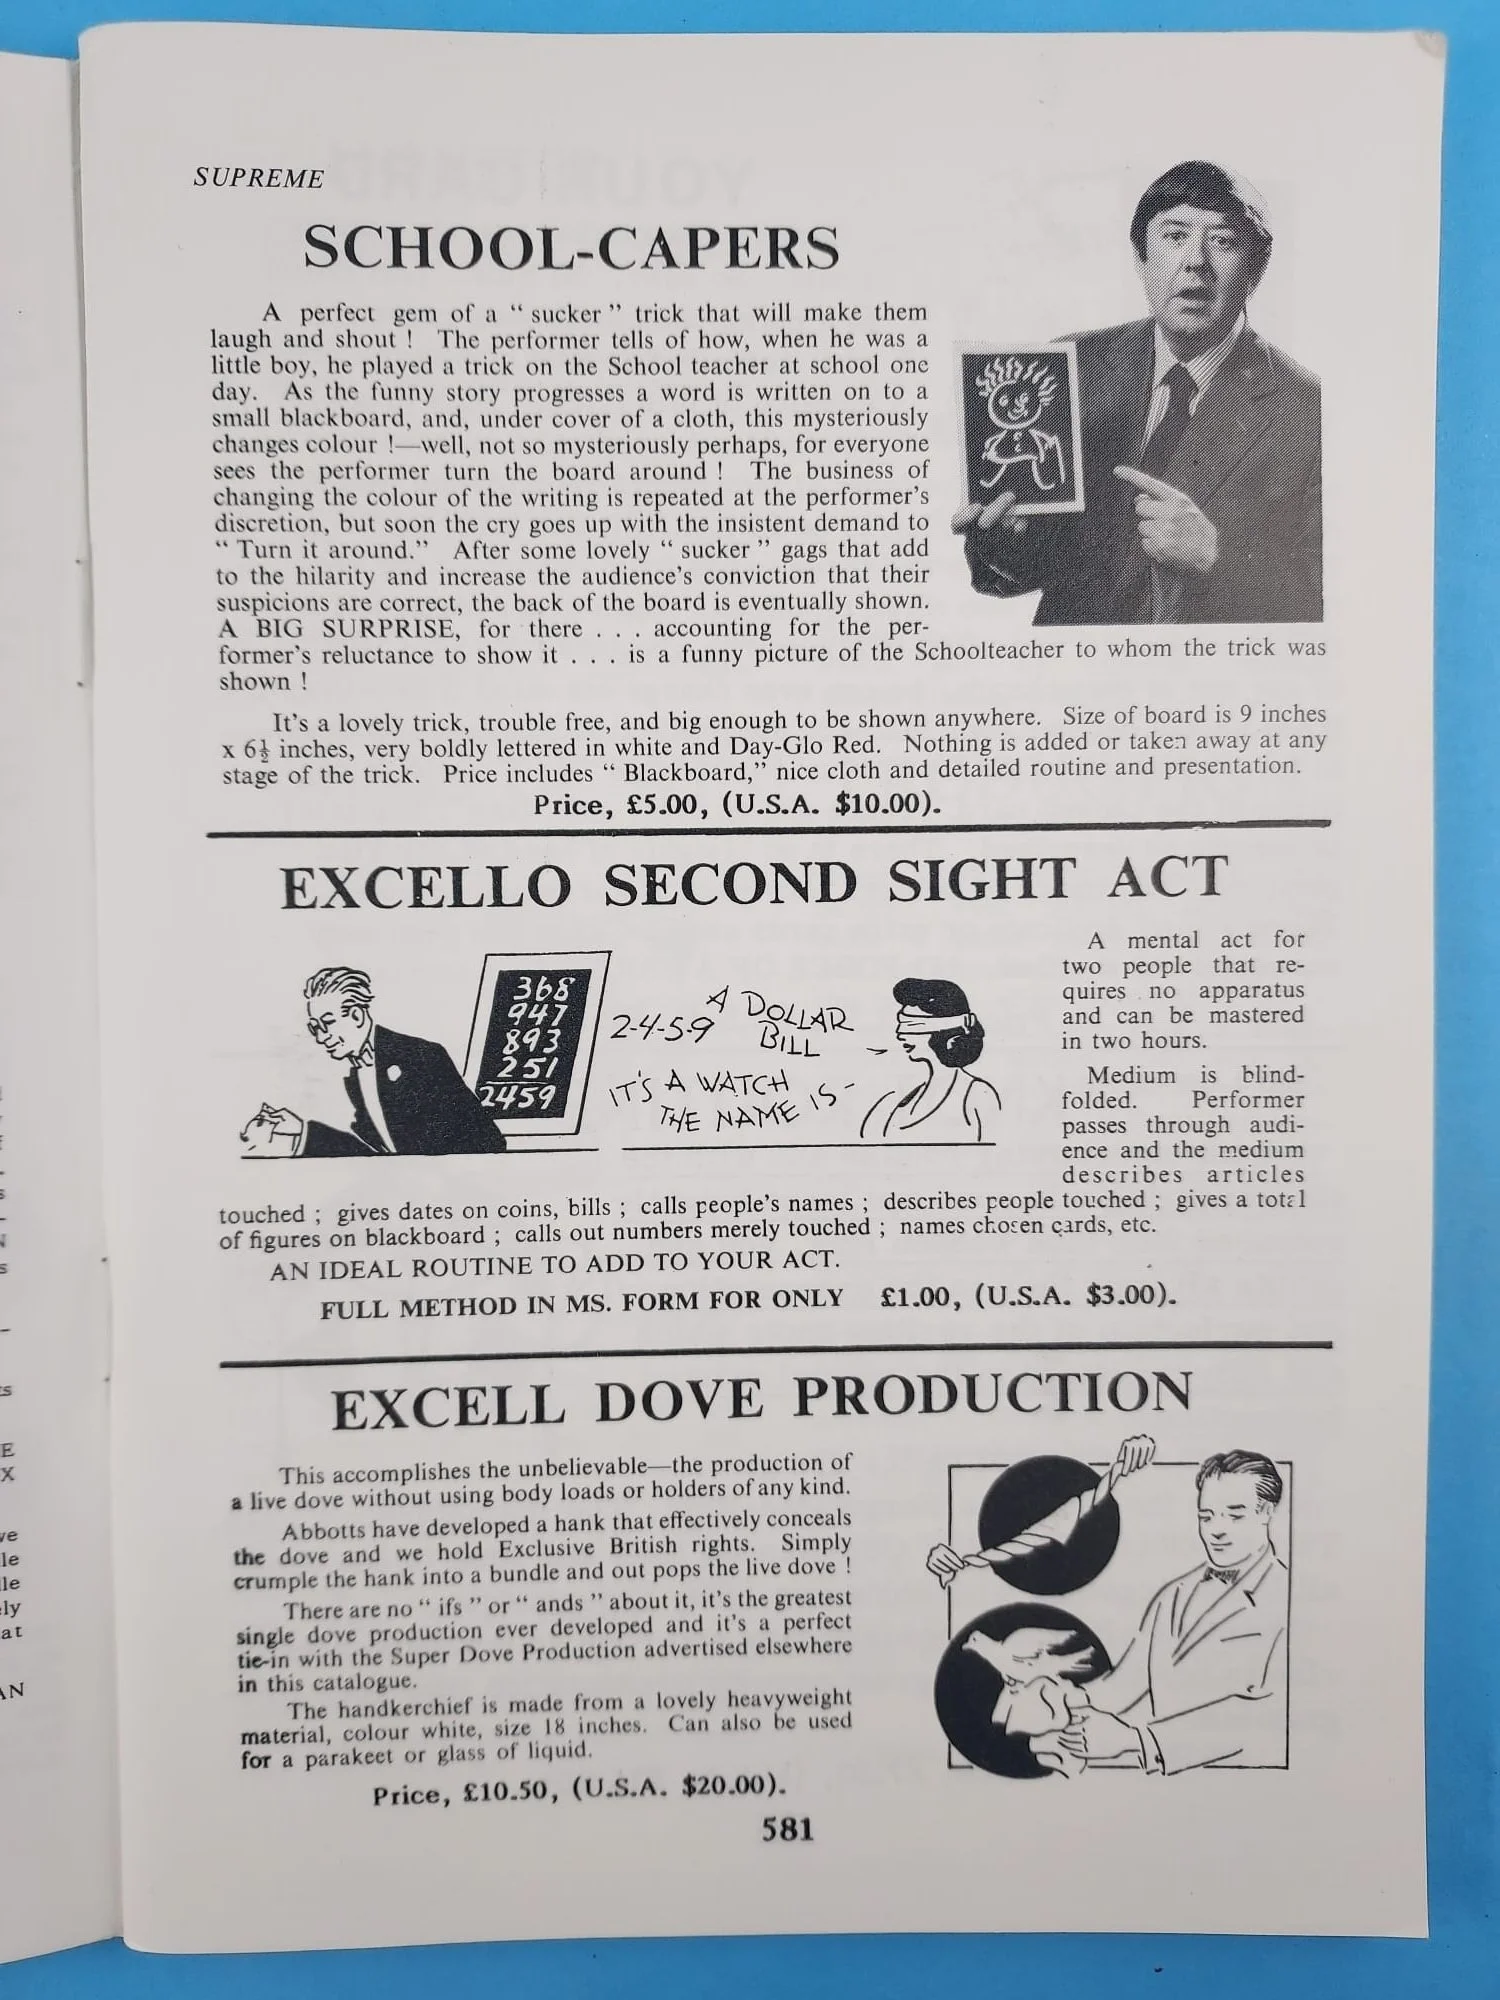 SUPREME
SCHOOL-CAPERS
A perfect gem of a “ sucker ” trick that will make them
laugh and shout ! The performer tells of how, when he was a
little boy, he played a trick on the School teacher at school one
day. As the funny story progresses a word is written on to a
small blackboard, and, under cover of a cloth, this mysteriously
changes colour !—well, not so mysteriously perhaps, for everyone
sees the performer turn the board around ! The business of
changing the colour of the writing is repeated at the performer’s
discretion, but soon the cry goes up with the insistent demand to
“ Turn it around.” After some lovely “ sucker ” gags that add
to the hilarity and increase the audience’s conviction that their
suspicions are correct, the back of the board is eventually shown.
A BIG SURPRISE, for there . . . accounting for the per-
former’s reluctance to show it . . . is a funny picture of the Schoolteacher to whom the trick was
shown !
It’s a lovely trick, trouble free, and big enough to be shown anywhere. Size of board is 9 inches
x 6½ inches, very boldly lettered in white and Day-Glo Red. Nothing is added or taken away at any
stage of the trick. Price includes “ Blackboard,” nice cloth and detailed routine and presentation.
Price, £5.00, (U.S.A. $10.00).
EXCELLO SECOND SIGHT ACT
368
947
893
251
2459
2-4-5-9
A DOLLAR
BILL
IT'S A WATCH
THE NAME IS-
A mental act for
two people that re-
quires no apparatus
and can be mastered
in two hours.
Medium is blind-
folded. Performer
passes through audi-
ence and the medium
describes articles
touched ; gives dates on coins, bills ; calls people’s names ; describes people touched ; gives a total
of figures on blackboard ; calls out numbers merely touched ; names chosen cards, etc.
AN IDEAL ROUTINE TO ADD TO YOUR ACT.
FULL METHOD IN MS. FORM FOR ONLY £1.00, (U.S.A. $3.00).
EXCELL DOVE PRODUCTION
This accomplishes the unbelievable—the production of
a live dove without using body loads or holders of any kind.
Abbotts have developed a hank that effectively conceals
the dove and we hold Exclusive British rights. Simply
crumple the hank into a bundle and out pops the live dove !
There are no “ ifs ” or “ ands ” about it, it’s the greatest
single dove production ever developed and it’s a perfect
tie-in with the Super Dove Production advertised elsewhere
in this catalogue.
The handkerchief is made from a lovely heavyweight
material, colour white, size 18 inches. Can also be used
for a parakeet or glass of liquid.
Price, £10.50, (U.S.A. $20.00).
581